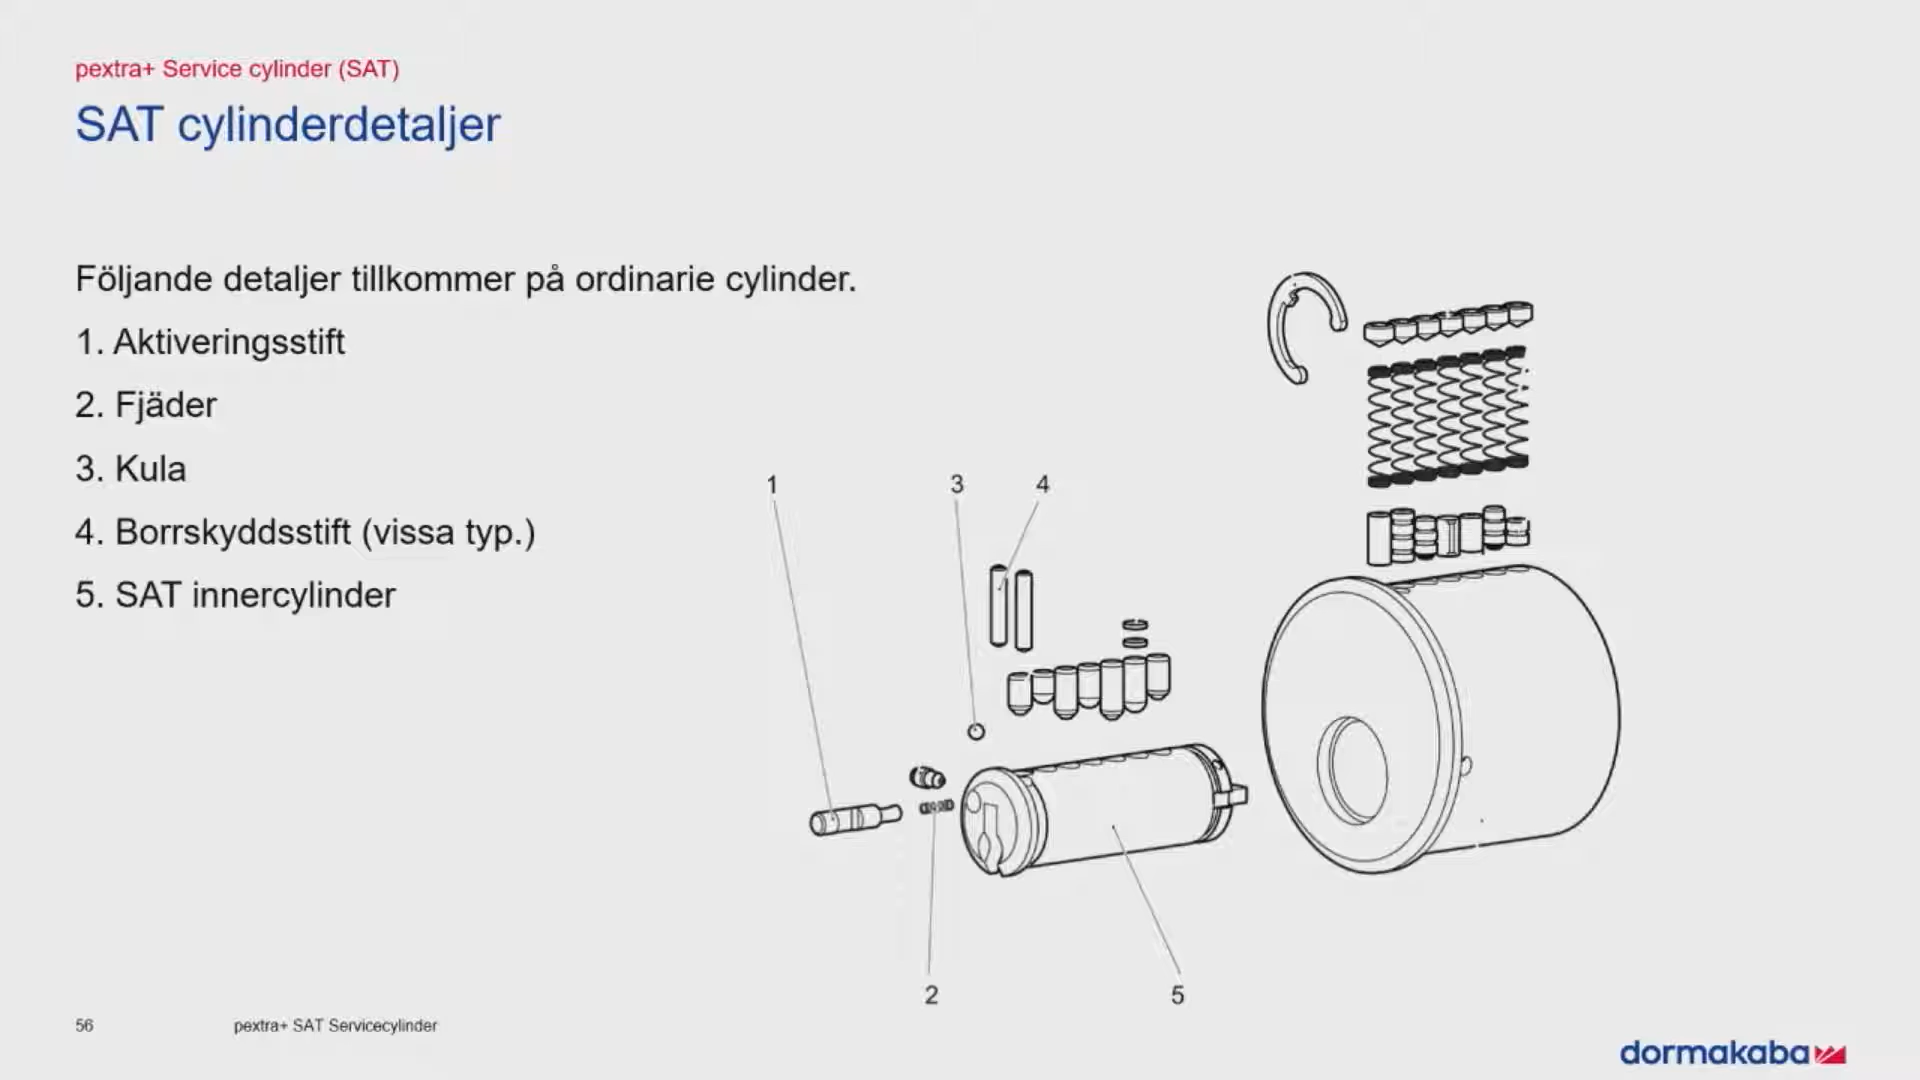 pextra+ Service cylinder (SAT)
SAT cylinderdetaljer
Följande detaljer tillkommer på ordinarie cylinder.
1. Aktiveringsstift
2. Fjäder
3. Kula
4. Borrskyddsstift (vissa typ.)
5. SAT innercylinder
1
3
4
2
5
56
pextra+ SAT Servicecylinder
dormakaba